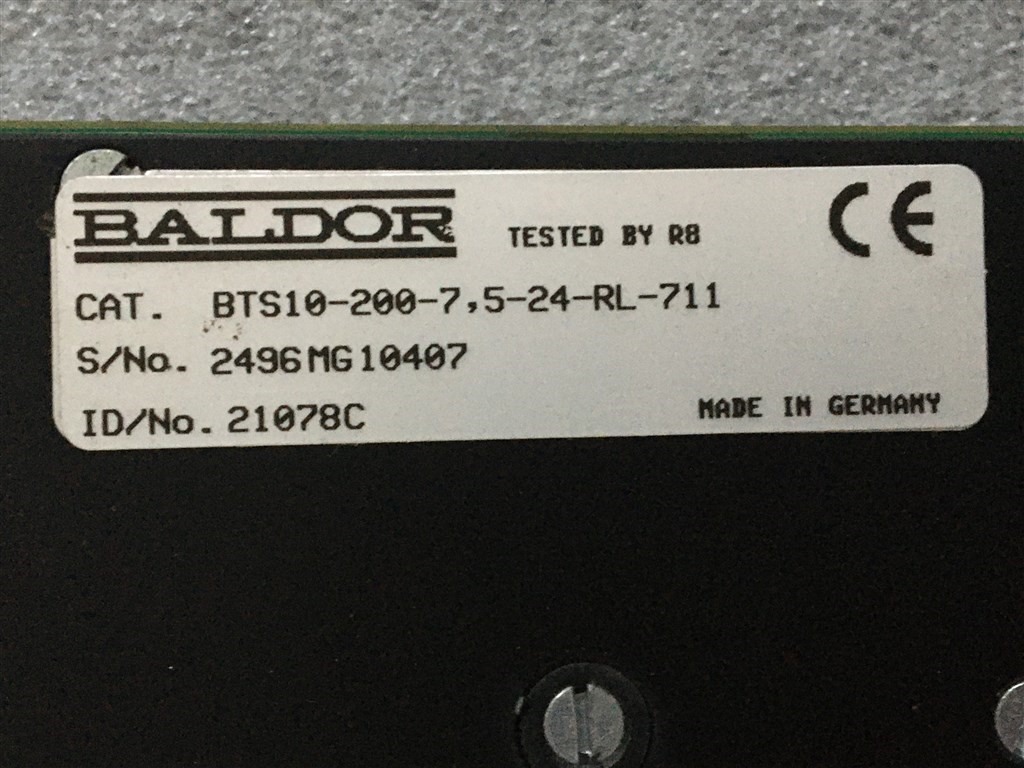 BALDOR TESTED BY R8 CE
CAT. BTS10-200-7,5-24-RL-711
S/No. 2496MG10407
ID/No. 21078C MADE IN GERMANY